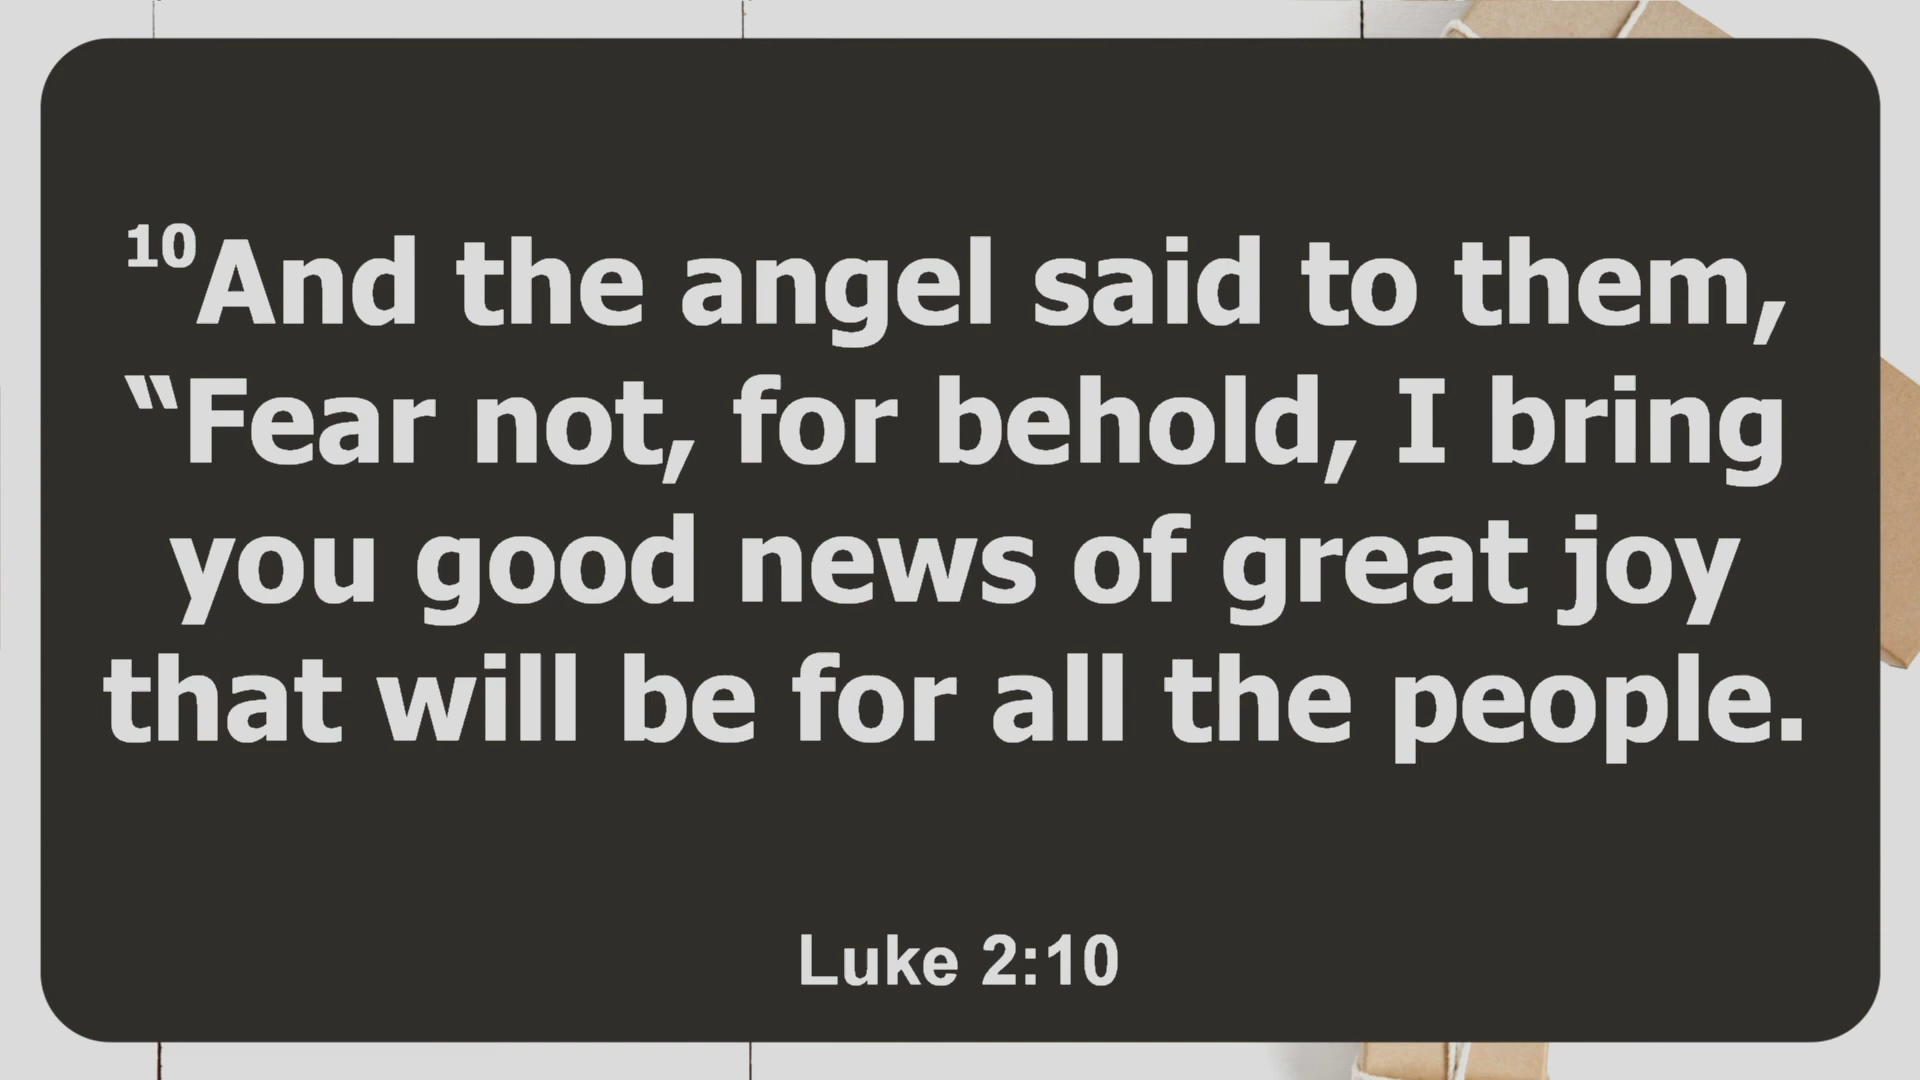 ¹⁰And the angel said to them,
“Fear not, for behold, I bring
you good news of great joy
that will be for all the people.
Luke 2:10